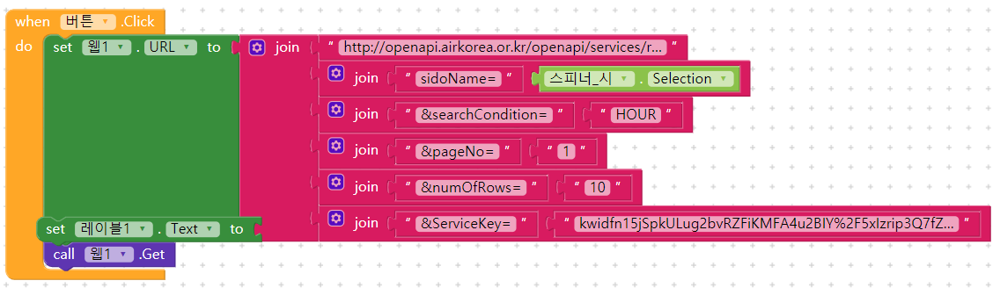 when 버튼 .Click
do set 웹1 . URL to join " http://openapi.airkorea.or.kr/openapi/services/r... "
join " sidoName= " 스피너_시 . Selection
join " &searchCondition= " " HOUR "
join " &pageNo= " " 1 "
join " &numOfRows= " " 10 "
set 레이블1 . Text to join " &ServiceKey= " " kwidfn15jSpkULug2bvRZFiKMFA4u2BIY%2F5xIzrip3Q7fZ... "
call 웹1 .Get